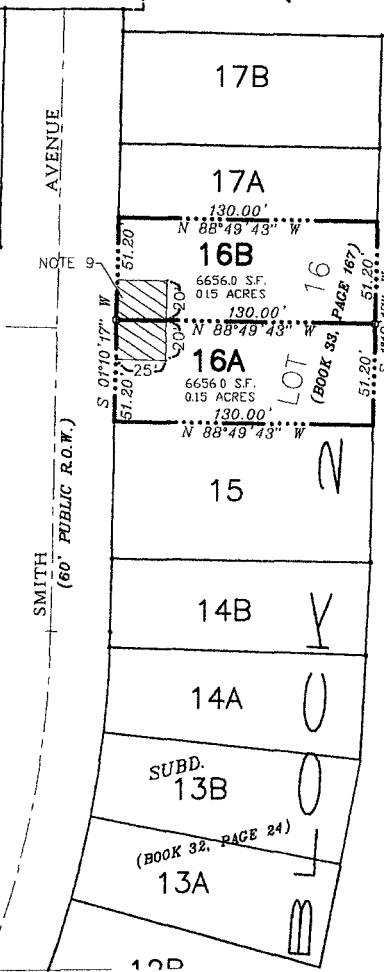 17B
AVENUE
17A
130.00'
N 88°49'43" W
51.20'
51.20'
16B
NOTE 9
6656.0 S.F.
0.15 ACRES
16
(BOOK 33, PAGE 167)
20'
130.00'
N 88°49'43" W
S 01°10'17" W
20'
16A
25'
6656.0 S.F.
0.15 ACRES
LOT
51.20'
51.20'
130.00'
N 88°49'43" W
15
2
SMITH
(60' PUBLIC R.O.W.)
14B
14A
SUBD.
13B
(BOOK 32, PAGE 24)
13A
BLOCK